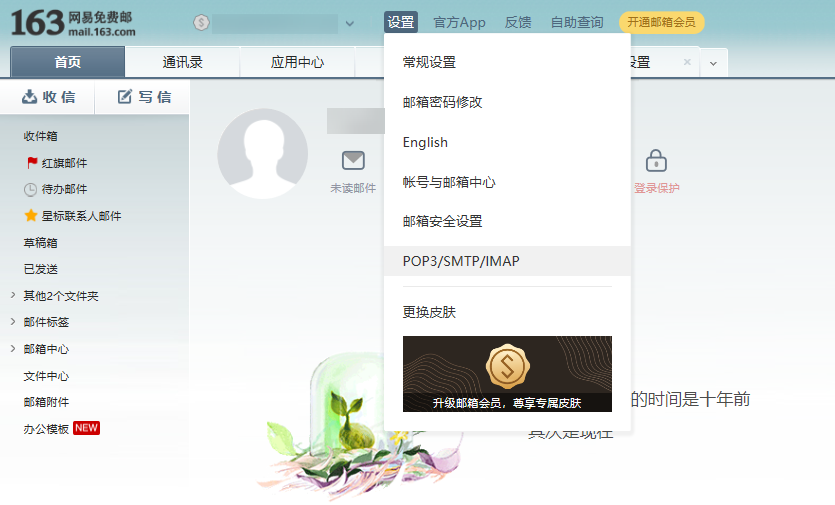 163 网易免费邮
mail.163.com
设置
官方App
反馈
自助查询
开通邮箱会员
首页
通讯录
应用中心
设置
收 信
写 信
收件箱
红旗邮件
待办邮件
星标联系人邮件
草稿箱
已发送
其他2个文件夹
邮件标签
邮箱中心
文件中心
邮箱附件
办公模板 NEW
未读邮件
常规设置
邮箱密码修改
English
帐号与邮箱中心
邮箱安全设置
POP3/SMTP/IMAP
更换皮肤
升级邮箱会员，尊享专属皮肤
登录保护
的时间是十年前
其次是现在